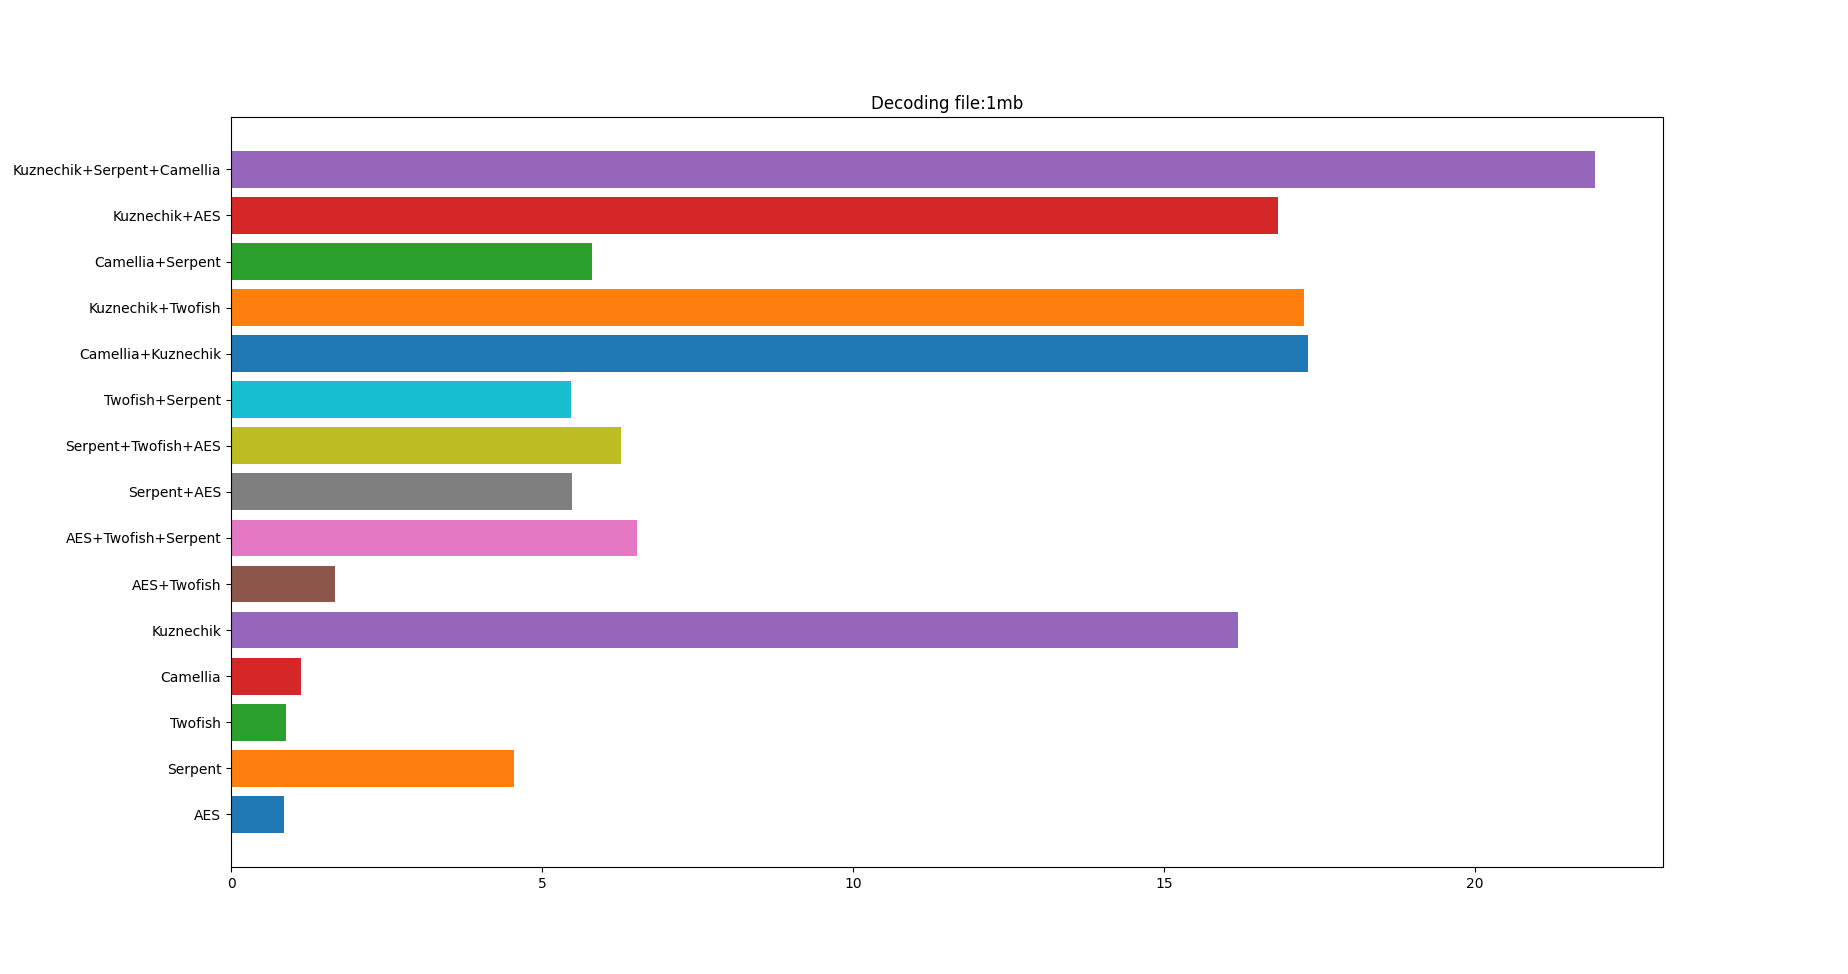 Decoding file:1mb
Kuznechik+Serpent+Camellia
Kuznechik+AES
Camellia+Serpent
Kuznechik+Twofish
Camellia+Kuznechik
Twofish+Serpent
Serpent+Twofish+AES
Serpent+AES
AES+Twofish+Serpent
AES+Twofish
Kuznechik
Camellia
Twofish
Serpent
AES
0 5 10 15 20